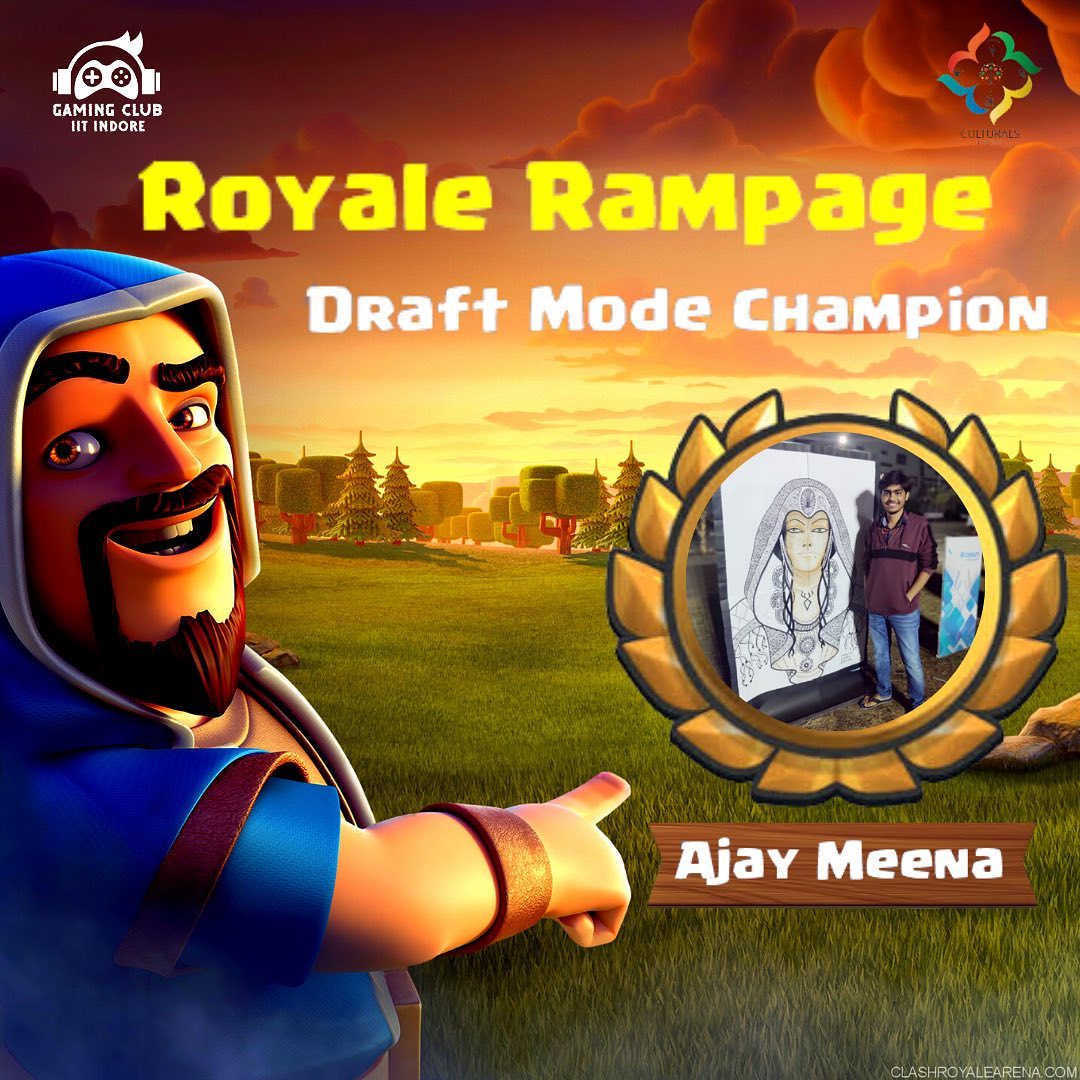 GAMING CLUB
IIT INDORE
CULTURALS
Royale Rampage
Draft Mode Champion
Ajay Meena
CLASHROYALEARENA.COM